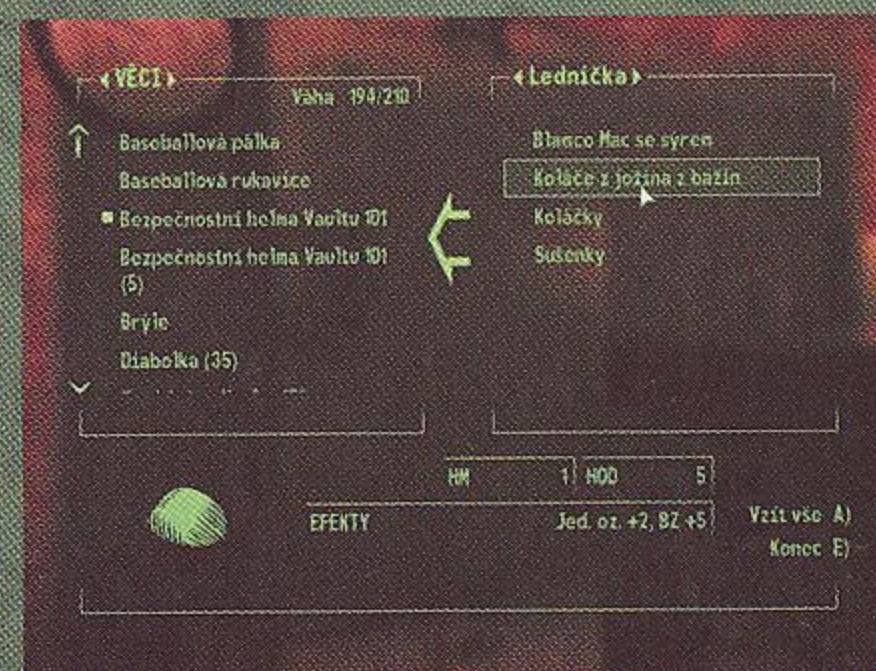 VĚCI
Váha 194/210
Baseballová pálka
Baseballová rukavice
Bezpečnostní helma Vaultu 101
Bezpečnostní helma Vaultu 101
(5)
Brýle
Diabolka (35)
Lednička
Blamco Mac se sýrem
Koláče z jožina z bažin
Koláčky
Sušenky
HM 1
HOD 5
EFEKTY Jed. oz. +2, BZ +5
Vzít vše A)
Konec E)